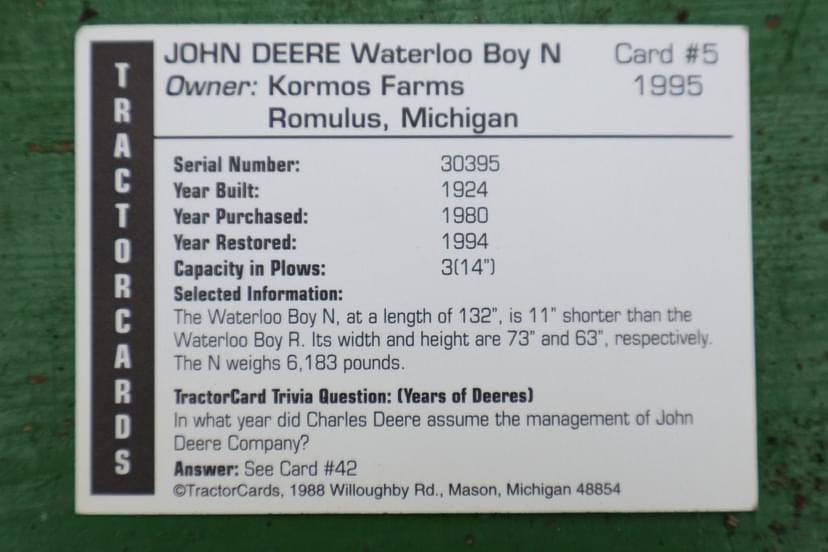 TRACTORCARDS
JOHN DEERE Waterloo Boy N Card #5
Owner: Kormos Farms 1995
Romulus, Michigan
Serial Number: 30395
Year Built: 1924
Year Purchased: 1980
Year Restored: 1994
Capacity in Plows: 3(14")
Selected Information:
The Waterloo Boy N, at a length of 132", is 11" shorter than the
Waterloo Boy R. Its width and height are 73" and 63", respectively.
The N weighs 6,183 pounds.
TractorCard Trivia Question: (Years of Deeres)
In what year did Charles Deere assume the management of John
Deere Company?
Answer: See Card #42
©TractorCards, 1988 Willoughby Rd., Mason, Michigan 48854